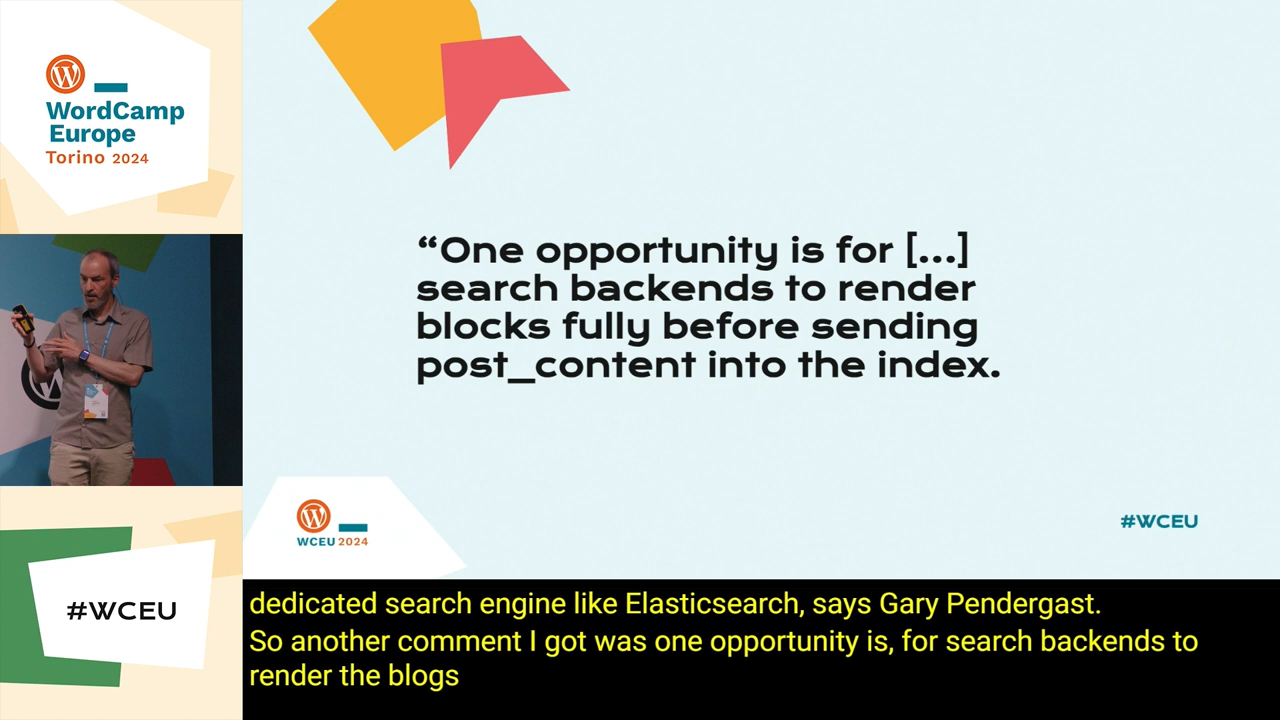 WordCamp
Europe
Torino 2024
“One opportunity is for [...]
search backends to render
blocks fully before sending
post_content into the index.
WCEU 2024
#WCEU
#WCEU
dedicated search engine like Elasticsearch, says Gary Pendergast.
So another comment I got was one opportunity is, for search backends to
render the blogs